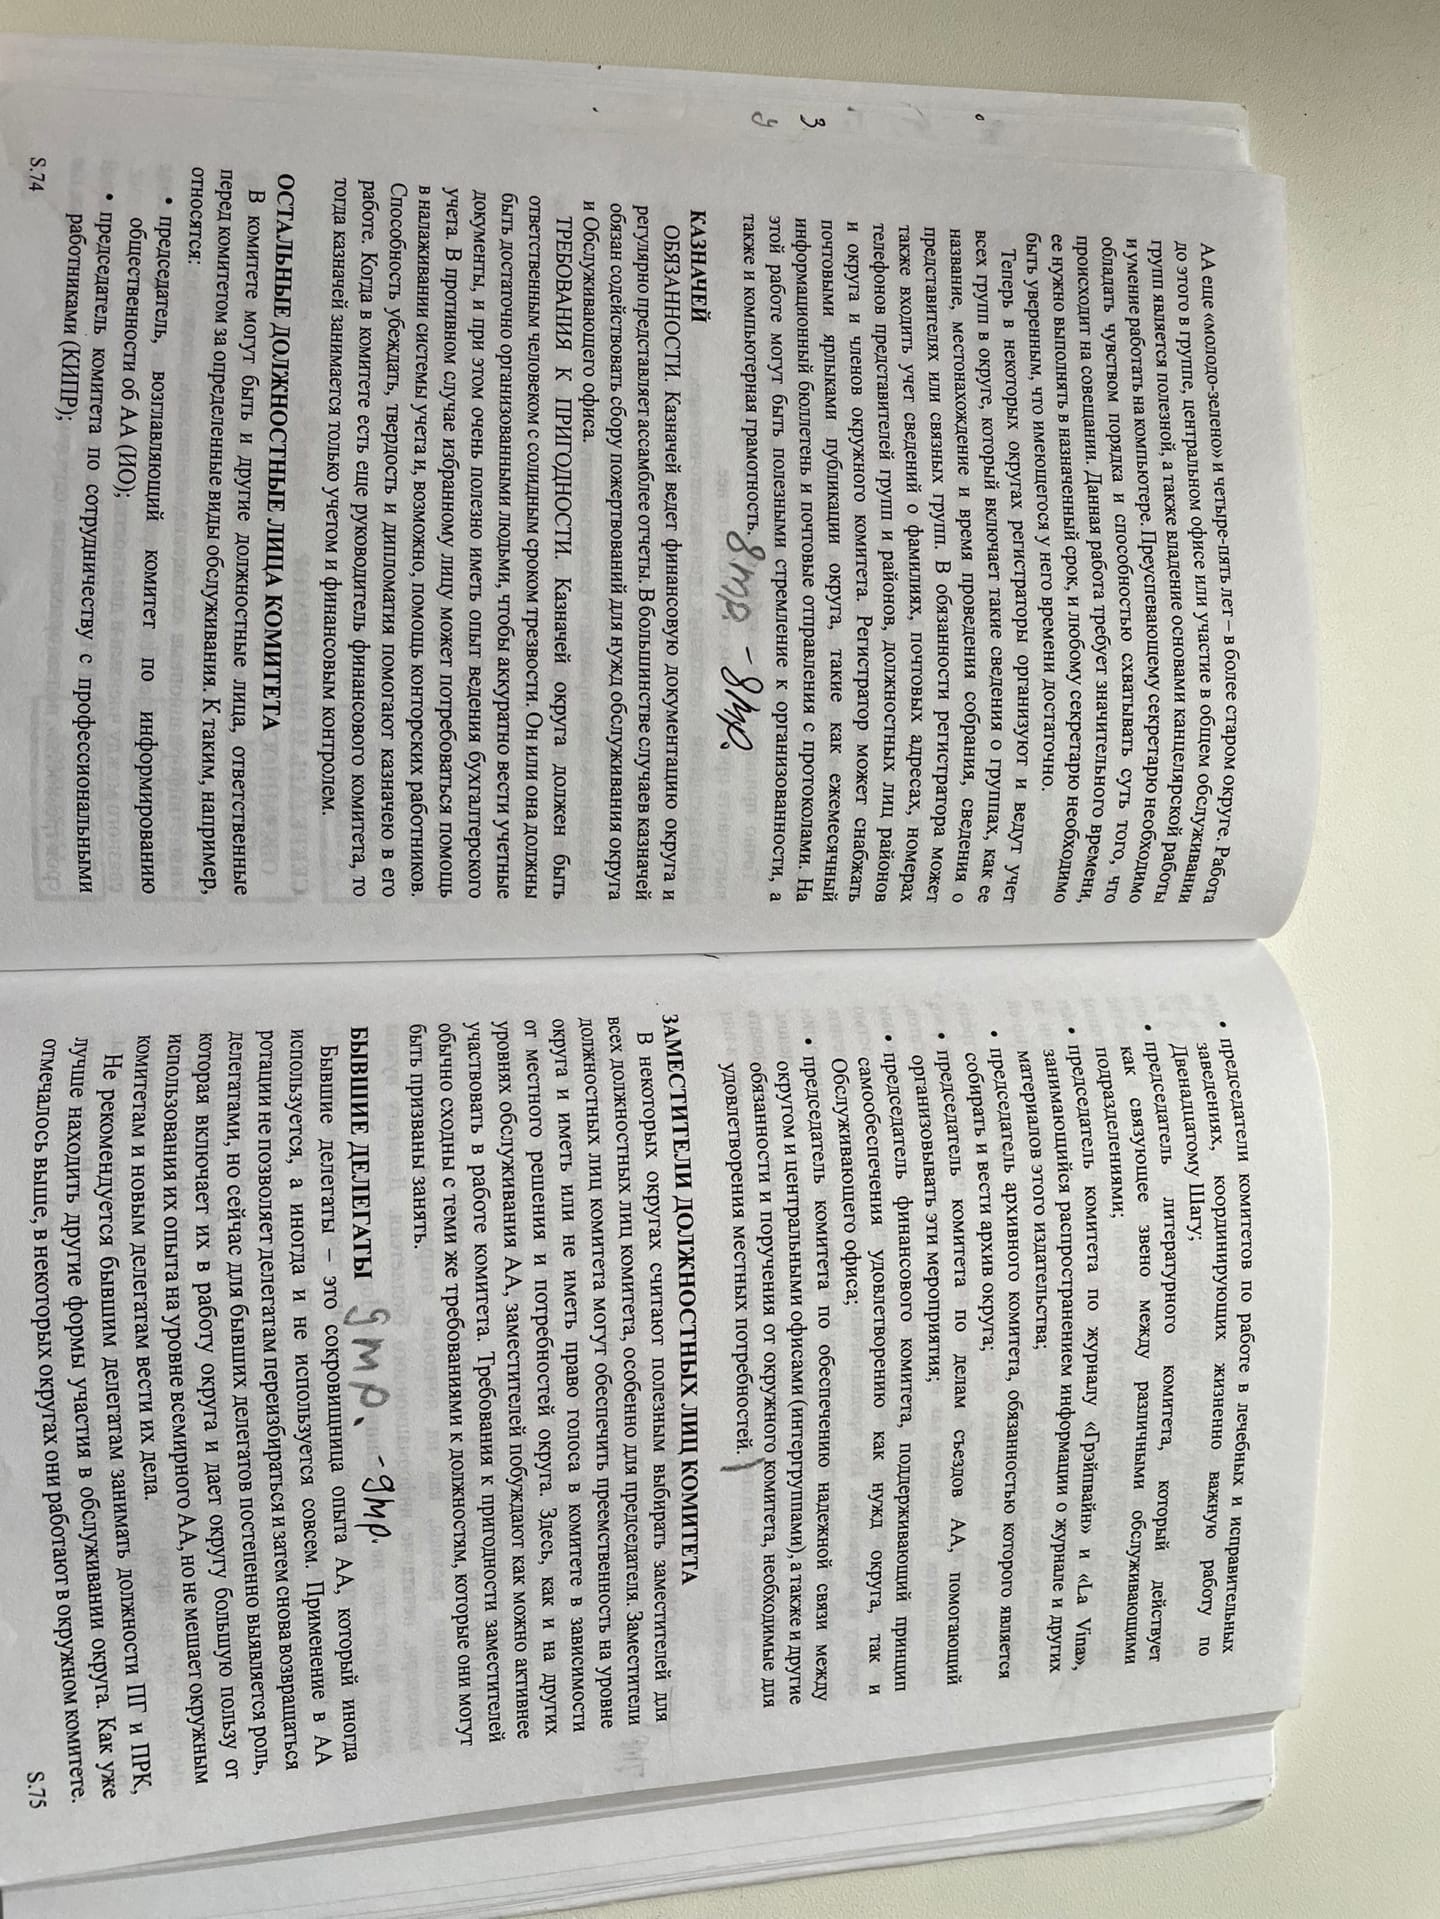 АА еще «молодо-зелено» и четыре-пять лет – в более старом округе. Работа
до этого в группе, центральном офисе или участие в общем обслуживании
групп является полезной, а также владение основами канцелярской работы
и умение работать на компьютере. Преуспевающему секретарю необходимо
обладать чувством порядка и способностью схватывать суть того, что
происходит на совещании. Данная работа требует значительного времени,
ее нужно выполнять в назначенный срок, и любому секретарю необходимо
быть уверенным, что имеющегося у него времени достаточно.
Теперь в некоторых округах регистраторы организуют и ведут учет
всех групп в округе, который включает такие сведения о группах, как ее
название, местонахождение и время проведения собрания, сведения о
представителях или связных групп. В обязанности регистратора может
также входить учет сведений о фамилиях, почтовых адресах, номерах
телефонов представителей групп и районов, должностных лиц районов
и округа и членов окружного комитета. Регистратор может снабжать
почтовыми ярлыками публикации округа, такие как ежемесячный
информационный бюллетень и почтовые отправления с протоколами. На
этой работе могут быть полезными стремление к организованности, а
также и компьютерная грамотность.
КАЗНАЧЕЙ
ОБЯЗАННОСТИ. Казначей ведет финансовую документацию округа и
регулярно представляет ассамблее отчеты. В большинстве случаев казначей
обязан содействовать сбору пожертвований для нужд обслуживания округа
и Обслуживающего офиса.
ТРЕБОВАНИЯ К ПРИГОДНОСТИ. Казначей округа должен быть
ответственным человеком с солидным сроком трезвости. Он или она должны
быть достаточно организованными людьми, чтобы аккуратно вести учетные
документы, и при этом очень полезно иметь опыт ведения бухгалтерского
учета. В противном случае избранному лицу может потребоваться помощь
в налаживании системы учета и, возможно, помощь конторских работников.
Способность убеждать, твердость и дипломатия помогают казначею в его
работе. Когда в комитете есть еще руководитель финансового комитета, то
тогда казначей занимается только учетом и финансовым контролем.
ОСТАЛЬНЫЕ ДОЛЖНОСТНЫЕ ЛИЦА КОМИТЕТА
В комитете могут быть и другие должностные лица, ответственные
перед комитетом за определенные виды обслуживания. К таким, например,
относятся:
• председатель, возглавляющий комитет по информированию
общественности об АА (ИО);
• председатель комитета по сотрудничеству с профессиональными
работниками (КИПР);
S.74
• председатели комитетов по работе в лечебных и исправительных
заведениях, координирующих жизненно важную работу по
Двенадцатому Шагу;
• председатель литературного комитета, который действует
как связующее звено между различными обслуживающими
подразделениями;
• председатель комитета по журналу «Грэйпвайн» и «La Vina»,
занимающийся распространением информации о журнале и других
материалов этого издательства;
• председатель архивного комитета, обязанностью которого является
собирать и вести архив округа;
• председатель комитета по делам съездов АА, помогающий
организовывать эти мероприятия;
• председатель финансового комитета, поддерживающий принцип
самообеспечения удовлетворению как нужд округа, так и
Обслуживающего офиса;
• председатель комитета по обеспечению надежной связи между
округом и центральными офисами (интергруппами), а также и другие
обязанности и поручения от окружного комитета, необходимые для
удовлетворения местных потребностей.
ЗАМЕСТИТЕЛИ ДОЛЖНОСТНЫХ ЛИЦ КОМИТЕТА
В некоторых округах считают полезным выбирать заместителей для
всех должностных лиц комитета, особенно для председателя. Заместители
должностных лиц комитета могут обеспечить преемственность на уровне
округа и иметь или не иметь право голоса в комитете в зависимости
от местного решения и потребностей округа. Здесь, как и на других
уровнях обслуживания АА, заместителей побуждают как можно активнее
участвовать в работе комитета. Требования к пригодности заместителей
обычно сходны с теми же требованиями к должностям, которые они могут
быть призваны занять.
БЫВШИЕ ДЕЛЕГАТЫ
Бывшие делегаты – это сокровищница опыта АА, который иногда
используется, а иногда и не используется совсем. Применение в АА
ротации не позволяет делегатам переизбираться и затем снова возвращаться
делегатами, но сейчас для бывших делегатов постепенно выявляется роль,
которая включает их в работу округа и дает округу большую пользу от
использования их опыта на уровне всемирного АА, но не мешает окружным
комитетам и новым делегатам вести их дела.
Не рекомендуется бывшим делегатам занимать должности ПГ и ПРК,
лучше находить другие формы участия в обслуживании округа. Как уже
отмечалось выше, в некоторых округах они работают в окружном комитете.
S.75